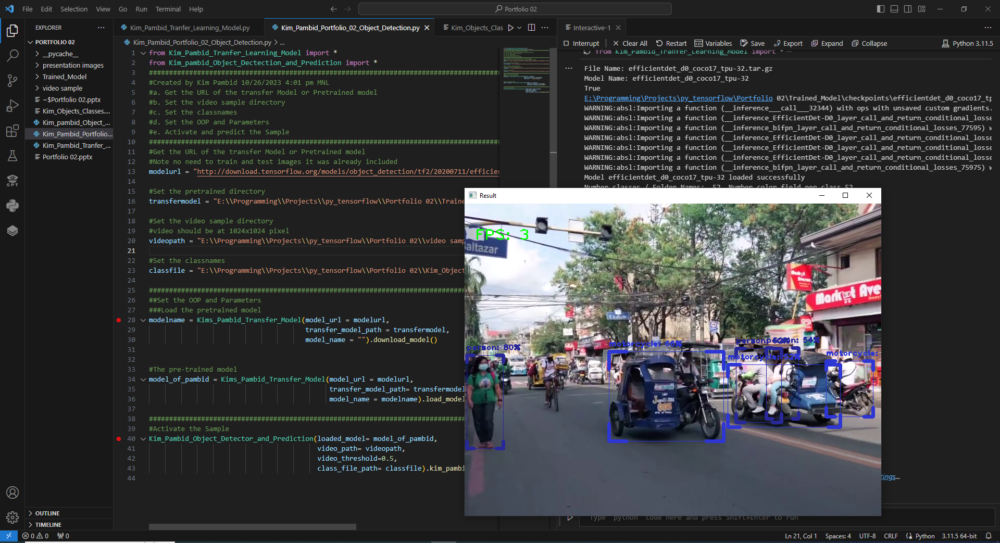 File Edit Selection View Go Run Terminal Help
Portfolio 02
EXPLORER
PORTFOLIO 02
__pycache__
presentation images
Trained_Model
video sample
~$Portfolio 02.pptx
Kim_Objects_Classes....
Kim_pambid_Object_...
Kim_Pambid_Portfolio...
Kim_Pambid_Tranfer_...
Portfolio 02.pptx
OUTLINE
TIMELINE
Kim_Pambid_Tranfer_Learning_Model.py
Kim_Pambid_Portfolio_02_Object_Detection.py
Kim_Objects_Clas
Kim_Pambid_Portfolio_02_Object_Detection.py > ...
1 from Kim_Pambid_Tranfer_Learning_Model import *
2 from Kim_pambid_Object_Dectection_and_Prediction import *
3 #######################################################################################
4 #Created by Kim Pambid 10/26/2023 4:01 pm MNL
5 #a. Get the URL of the transfer Model or Pretrained model
6 #b. Set the video sample directory
7 #c. Set the classnames
8 #d. Set the OOP and Parameters
9 #e. Activate and predict the Sample
10 #######################################################################################
11 #Get the URL of the transfer Model or Pretrained model
12 #Note no need to train and test images it was already included
13 modelurl = "http://download.tensorflow.org/models/object_detection/tf2/20200711/efficien
14
15 #Set the pretrained directory
16 transfermodel = "E:\\Programming\\Projects\\py_tensorflow\\Portfolio 02\\Traine
17
18 #Set the video sample directory
19 #video should be at 1024x1024 pixel
20 videopath = "E:\\Programming\\Projects\\py_tensorflow\\Portfolio 02\\video samp
21
22 #Set the classnames
23 classfile = "E:\\Programming\\Projects\\py_tensorflow\\Portfolio 02\\Kim_Object
24
25 ###############################################################################
26 ##Set the OOP and Parameters
27 ###Load the pretrained model
28 modelname = Kims_Pambid_Transfer_Model(model_url = modelurl,
29 transfer_model_path = transfermodel,
30 model_name = "").download_model()
31
32
33 #The pre-trained model
34 model_of_pambid = Kims_Pambid_Transfer_Model(model_url = modelurl,
35 transfer_model_path= transfermodel
36 model_name = modelname).load_model
37
38 ###############################################################################
39 #Activate the Sample
40 Kim_Pambid_Object_Detector_and_Prediction(loaded_model= model_of_pambid,
41 video_path= videopath,
42 video_threshold=0.5,
43 class_file_path= classfile).kim_pambi
44
Interactive-1
Interrupt Clear All Restart Variables Save Export Expand Collapse Python 3.11.5
from Kim_Pambid_Tranfer_Learning_Model import * ...
File Name: efficientdet_d0_coco17_tpu-32.tar.gz
Model Name: efficientdet_d0_coco17_tpu-32
True
E:\Programming\Projects\py_tensorflow\Portfolio 02\Trained_Model\checkpoints\efficientdet_d0_coco17_tp
WARNING:absl:Importing a function (__inference___call___32344) with ops with unsaved custom gradients.
WARNING:absl:Importing a function (__inference_EfficientDet-D0_layer_call_and_return_conditional_losse
WARNING:absl:Importing a function (__inference_bifpn_layer_call_and_return_conditional_losses_77595) w
WARNING:absl:Importing a function (__inference_EfficientDet-D0_layer_call_and_return_conditional_losse
WARNING:absl:Importing a function (__inference_EfficientDet-D0_layer_call_and_return_conditional_losse
WARNING:absl:Importing a function (__inference_EfficientDet-D0_layer_call_and_return_conditional_losse
WARNING:absl:Importing a function (__inference_bifpn_layer_call_and_return_conditional_losses_75975) w
Model efficientdet_d0_coco17_tpu-32 loaded successfully
Number classes / Folder Names: 52 Number color field per class 52
Result
FPS: 3
altazar
Market Avenue
Market Ave
person: 80%
motorcycle: 66%
person
54%
motorcycle: 52%
motorcycle:
005
tings...
Type python code here and press Shift+Enter to run
0 0 0
Ln 21, Col 1 Spaces: 4 UTF-8 CRLF Python 3.11.5 64-bit